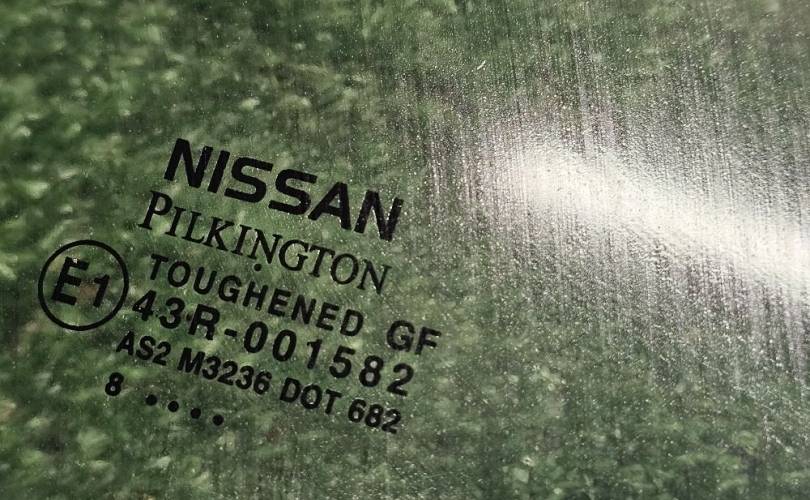 NISSAN
PILKINGTON
TOUGHENED GF
E1 43R-001582
AS2 M3236 DOT 682
8 ....